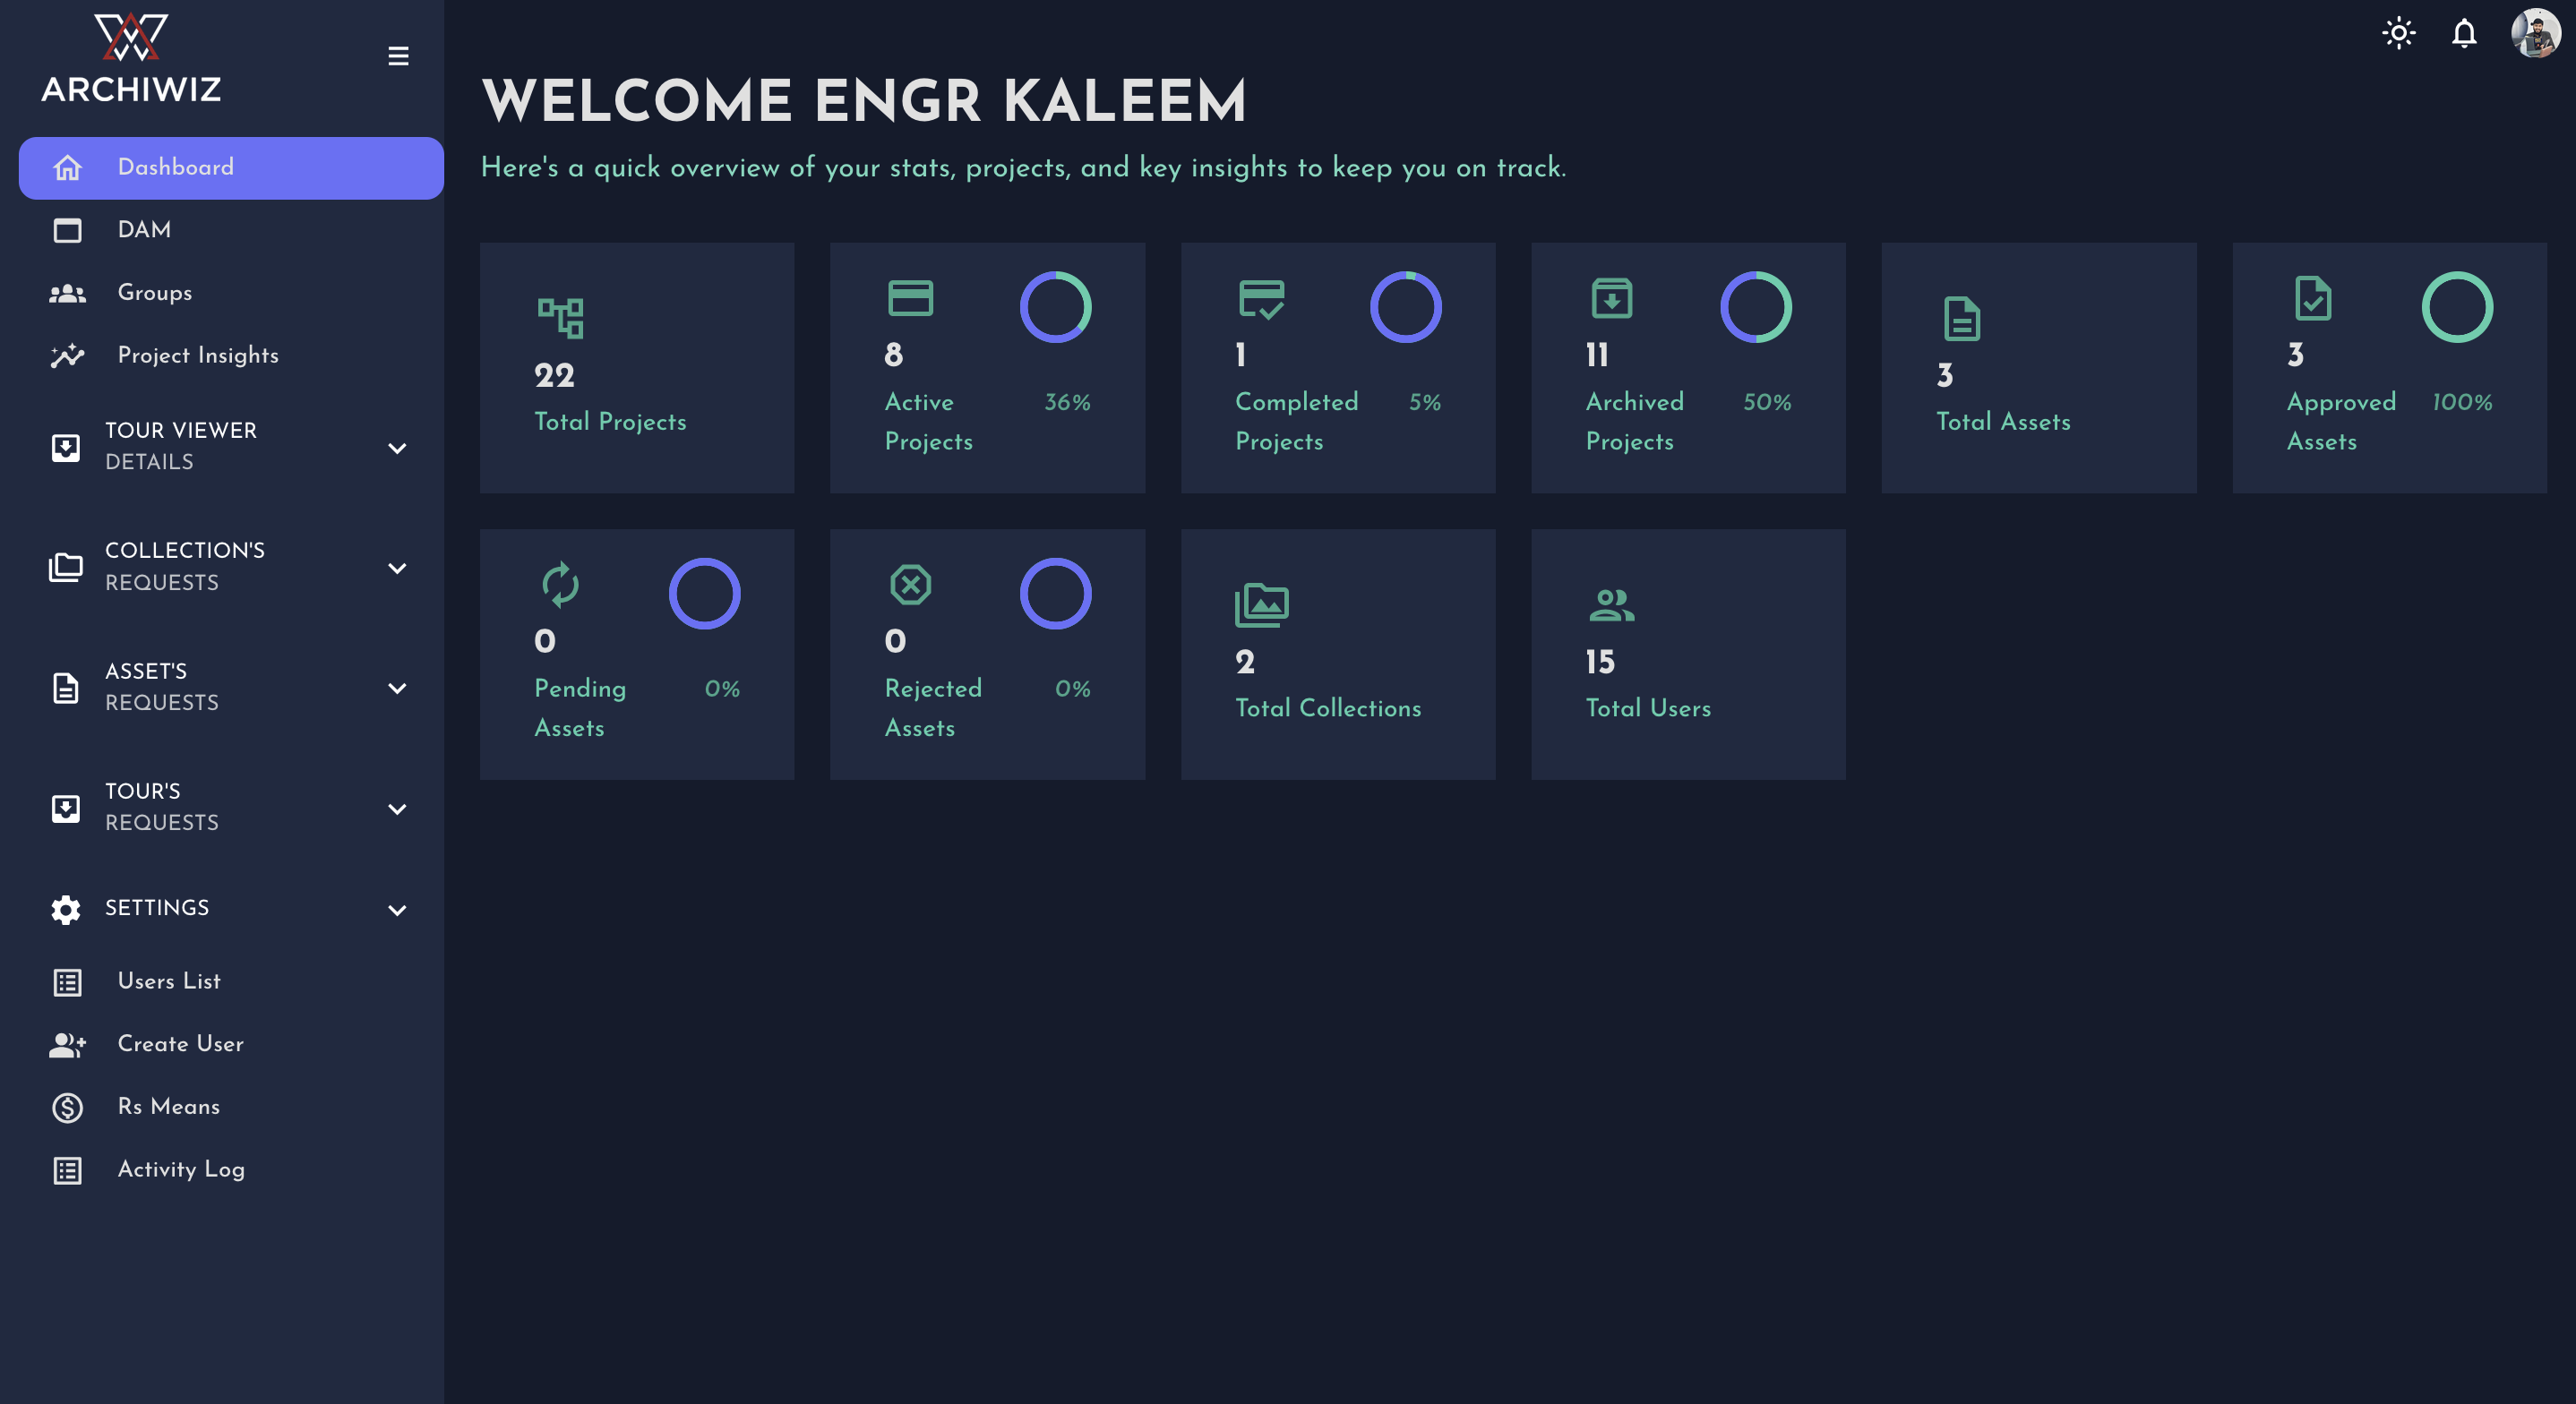 ARCHIWIZ
Dashboard
DAM
Groups
Project Insights
TOUR VIEWER
DETAILS
COLLECTION'S
REQUESTS
ASSET'S
REQUESTS
TOUR'S
REQUESTS
SETTINGS
Users List
Create User
Rs Means
Activity Log
WELCOME ENGR KALEEM
Here's a quick overview of your stats, projects, and key insights to keep you on track.
22
Total Projects
8
Active
Projects
36%
1
Completed
Projects
5%
11
Archived
Projects
50%
3
Total Assets
3
Approved
Assets
100%
0
Pending
Assets
0%
0
Rejected
Assets
0%
2
Total Collections
15
Total Users